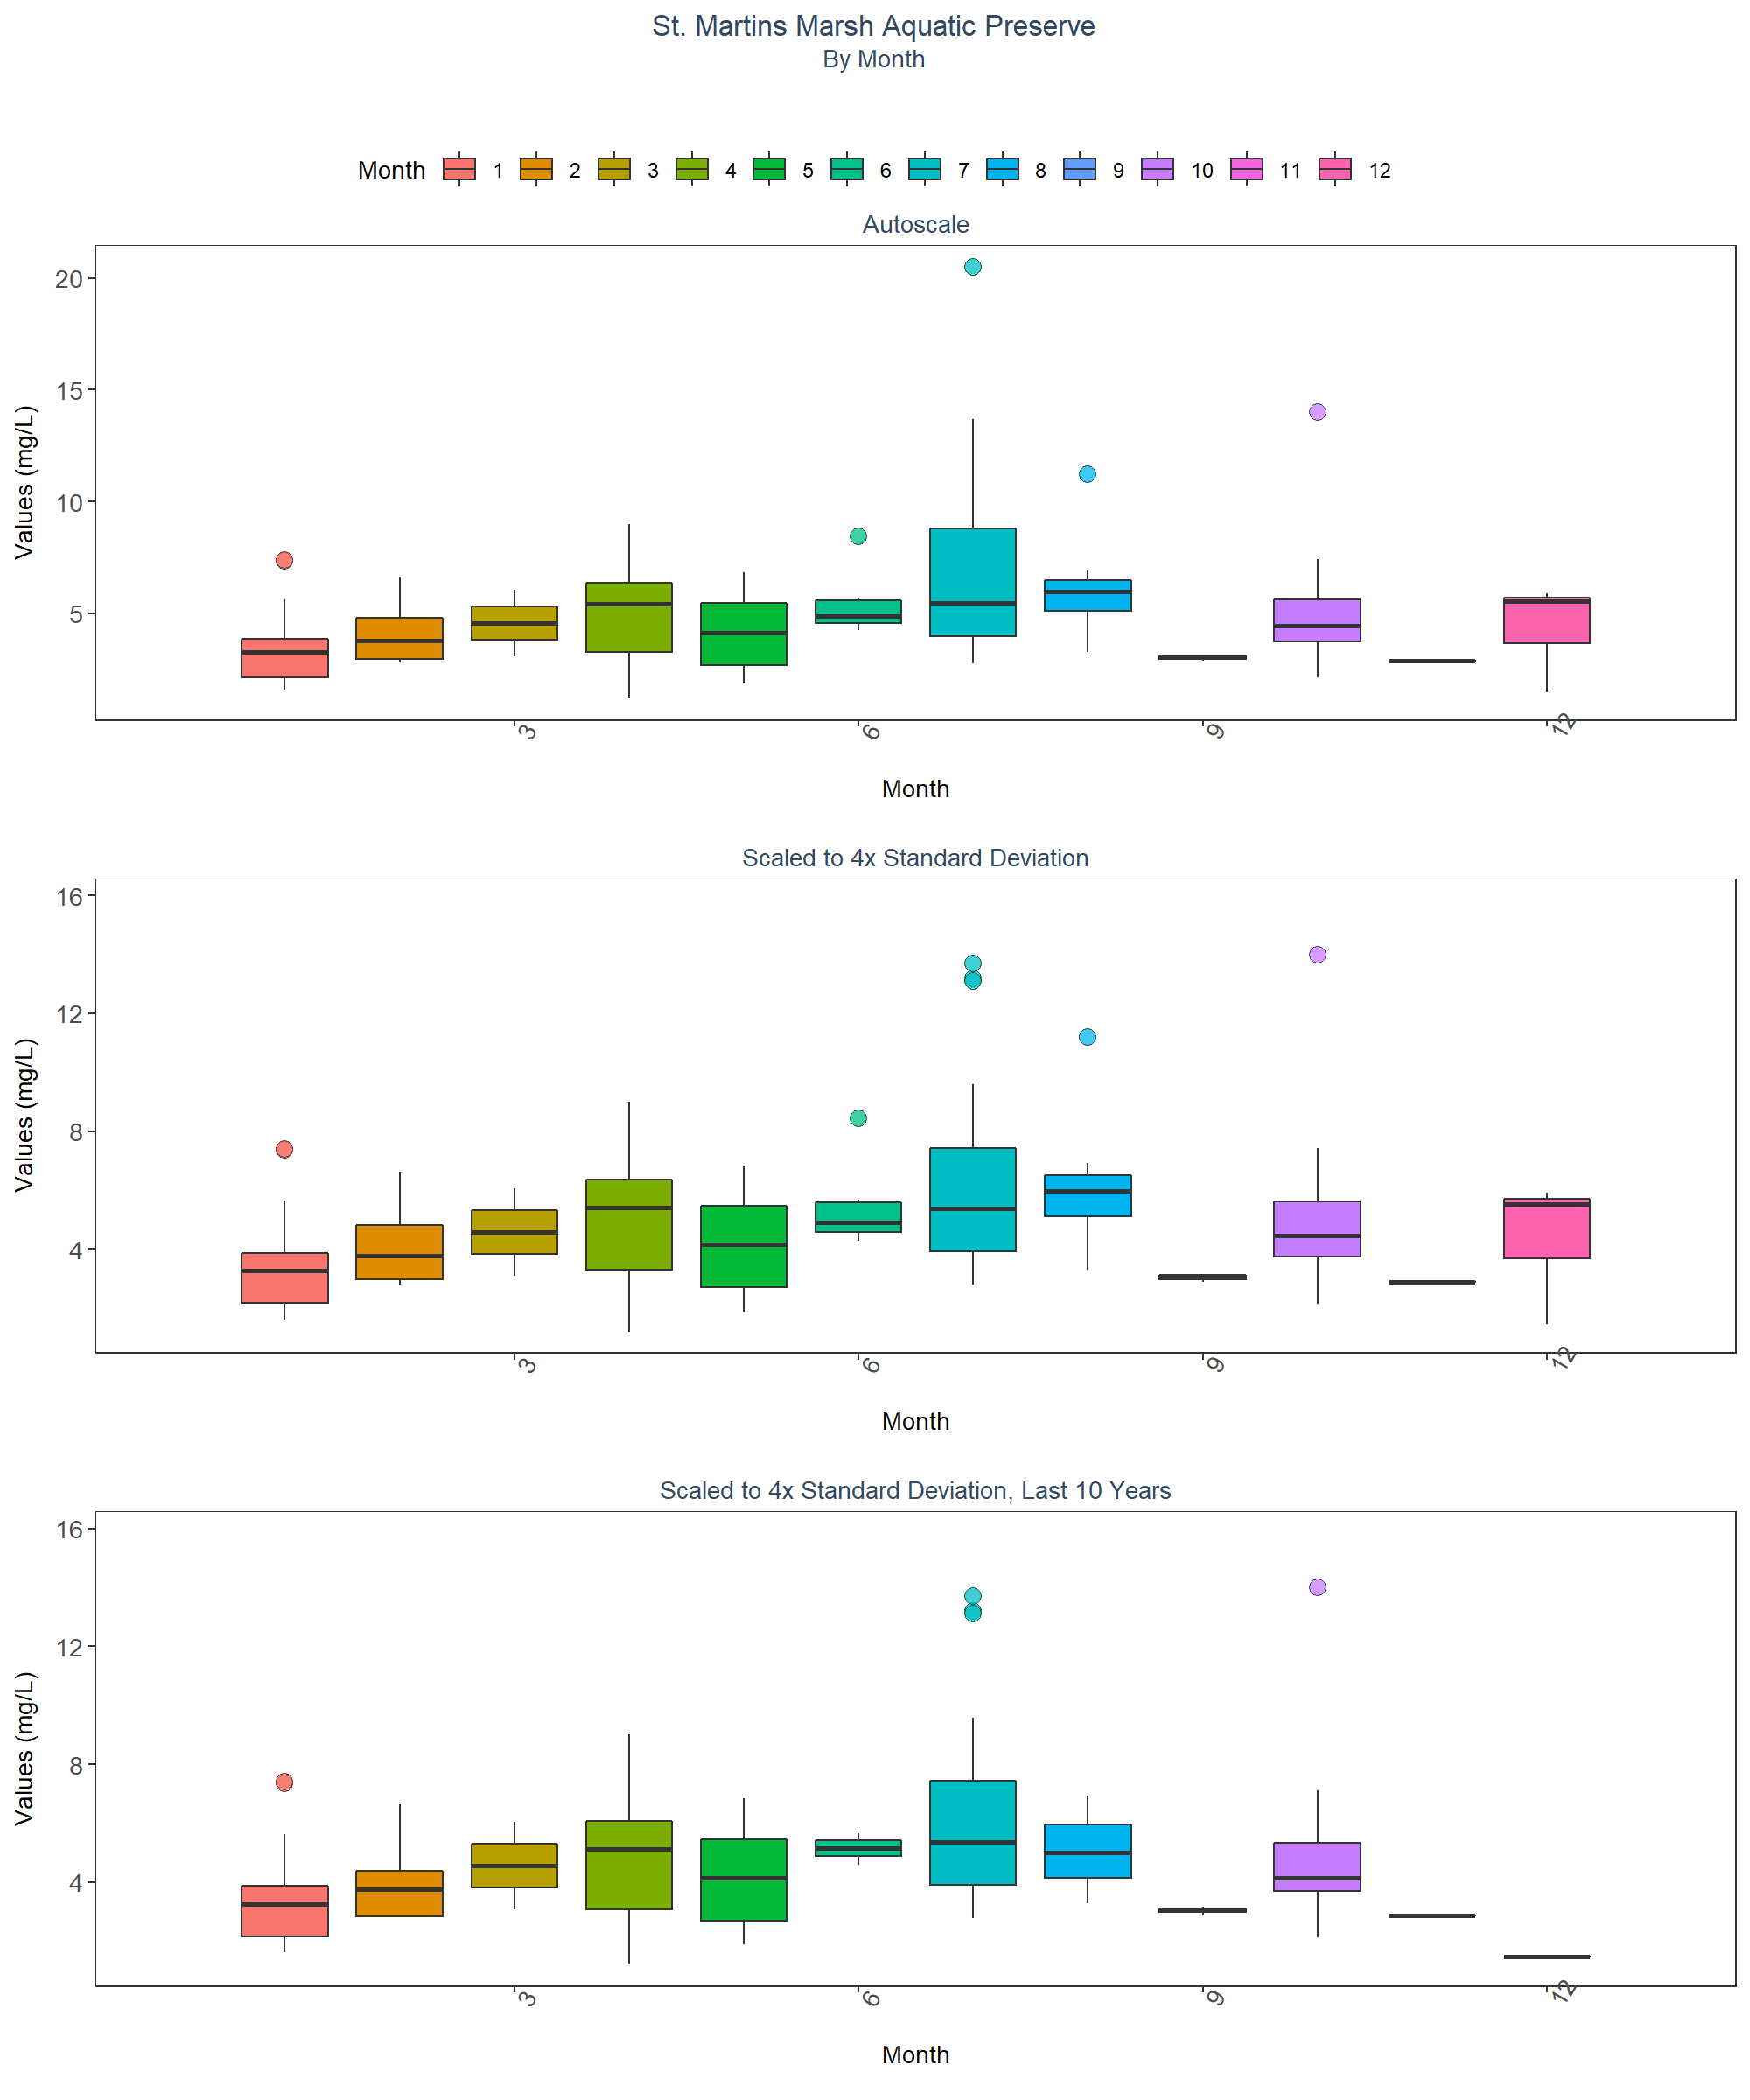 St. Martins Marsh Aquatic Preserve
By Month
Month 1 2 3 4 5 6 7 8 9 10 11 12
Autoscale
Values (mg/L)
20
15
10
5
3 6 9 12
Month
Scaled to 4x Standard Deviation
Values (mg/L)
16
12
8
4
3 6 9 12
Month
Scaled to 4x Standard Deviation, Last 10 Years
Values (mg/L)
16
12
8
4
3 6 9 12
Month